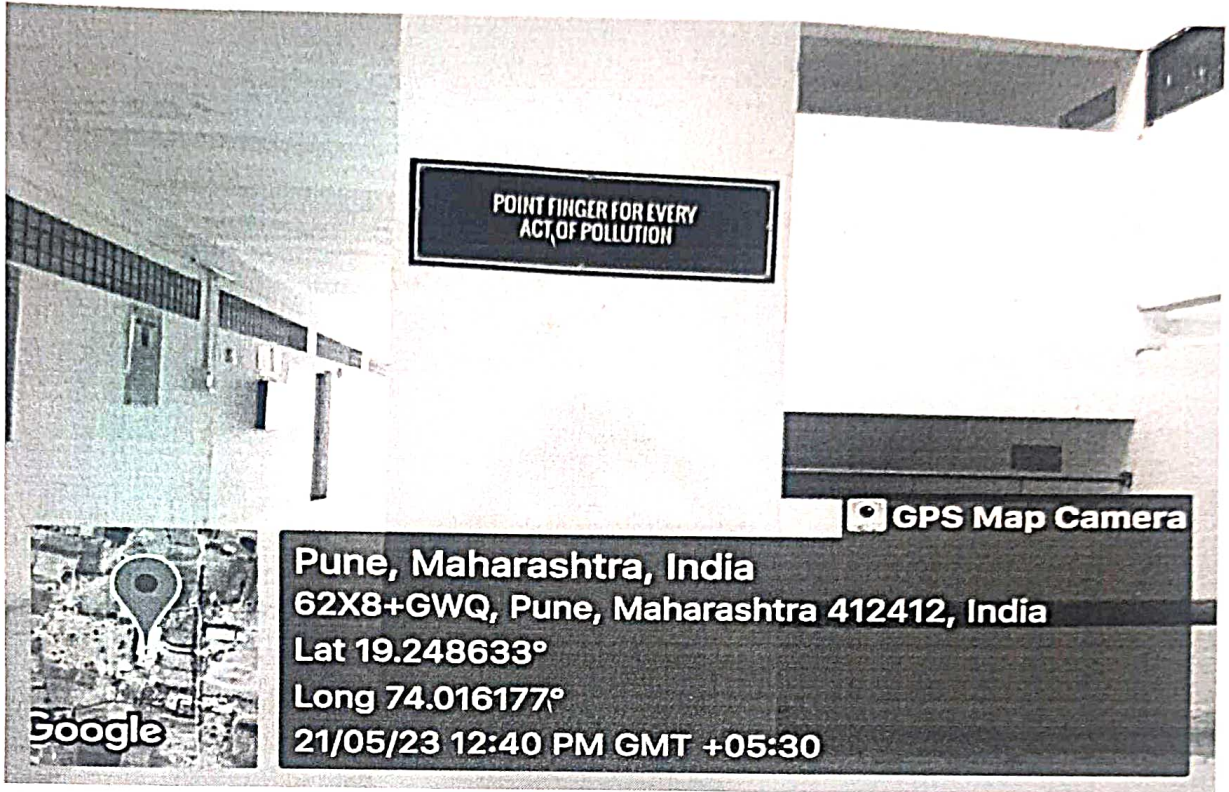 POINT FINGER FOR EVERY
ACT OF POLLUTION
GPS Map Camera
Pune, Maharashtra, India
62X8+GWQ, Pune, Maharashtra 412412, India
Lat 19.248633°
Long 74.016177°
21/05/23 12:40 PM GMT +05:30
Google